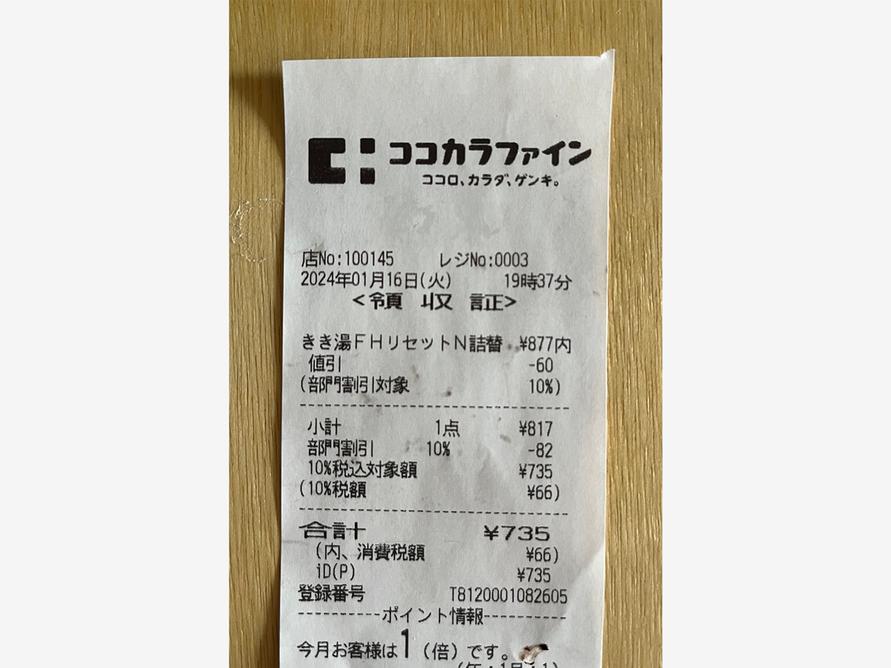 ココカラファイン
ココロ、カラダ、ゲンキ。
店No:100145 レジNo:0003
2024年01月16日(火) 19時37分
<領 収 証>
きき湯FHリセットN詰替 ¥877内
値引 -60
(部門割引対象 10%)
小計 1点 ¥817
部門割引 10% -82
10%税込対象額 ¥735
(10%税額 ¥66)
合計 ¥735
(内、消費税額 ¥66)
iD(P) ¥735
登録番号 T8120001082605
ポイント情報
今月お客様は1(倍)です。